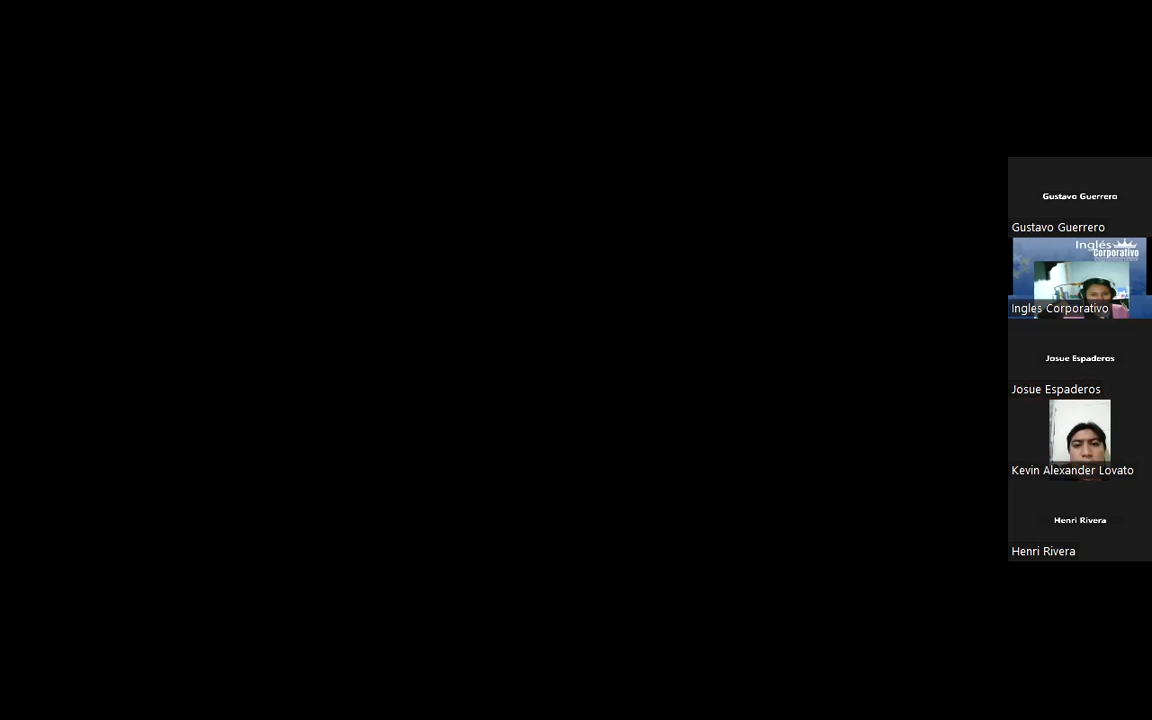 Gustavo Guerrero
Gustavo Guerrero
Inglés
Corporativo
Ingles Corporativo
Josue Espaderos
Josue Espaderos
Kevin Alexander Lovato
Henri Rivera
Henri Rivera